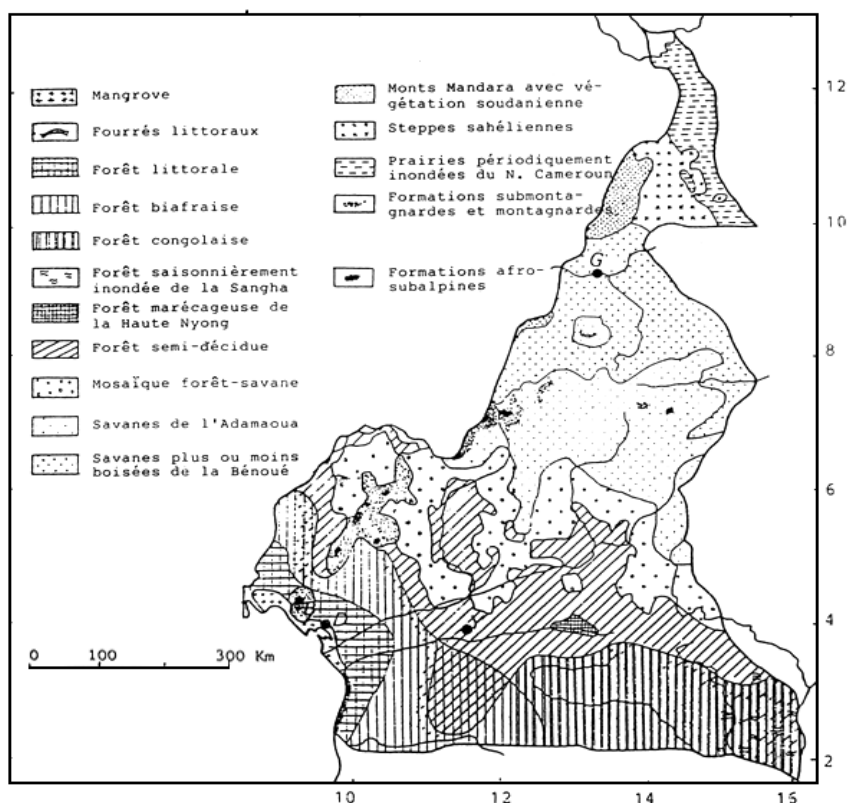 Mangrove
Fourrés littoraux
Forêt littorale
Forêt biafraise
Forêt congolaise
Forêt saisonnièrement
inondée de la Sangha
Forêt marécageuse de
la Haute Nyong
Forêt semi-décidue
Mosaïque forêt-savane
Savanes de l'Adamaoua
Savanes plus ou moins
boisées de la Bénoué
Monts Mandara avec vé-
gétation soudanienne
Steppes sahéliennes
Prairies périodiquement
inondées du N. Cameroun
Formations submonta-
gnardes et montagnardes
Formations afro-
subalpines
G
12
10
8
6
4
2
0 100 300 Km
10 12 14 16